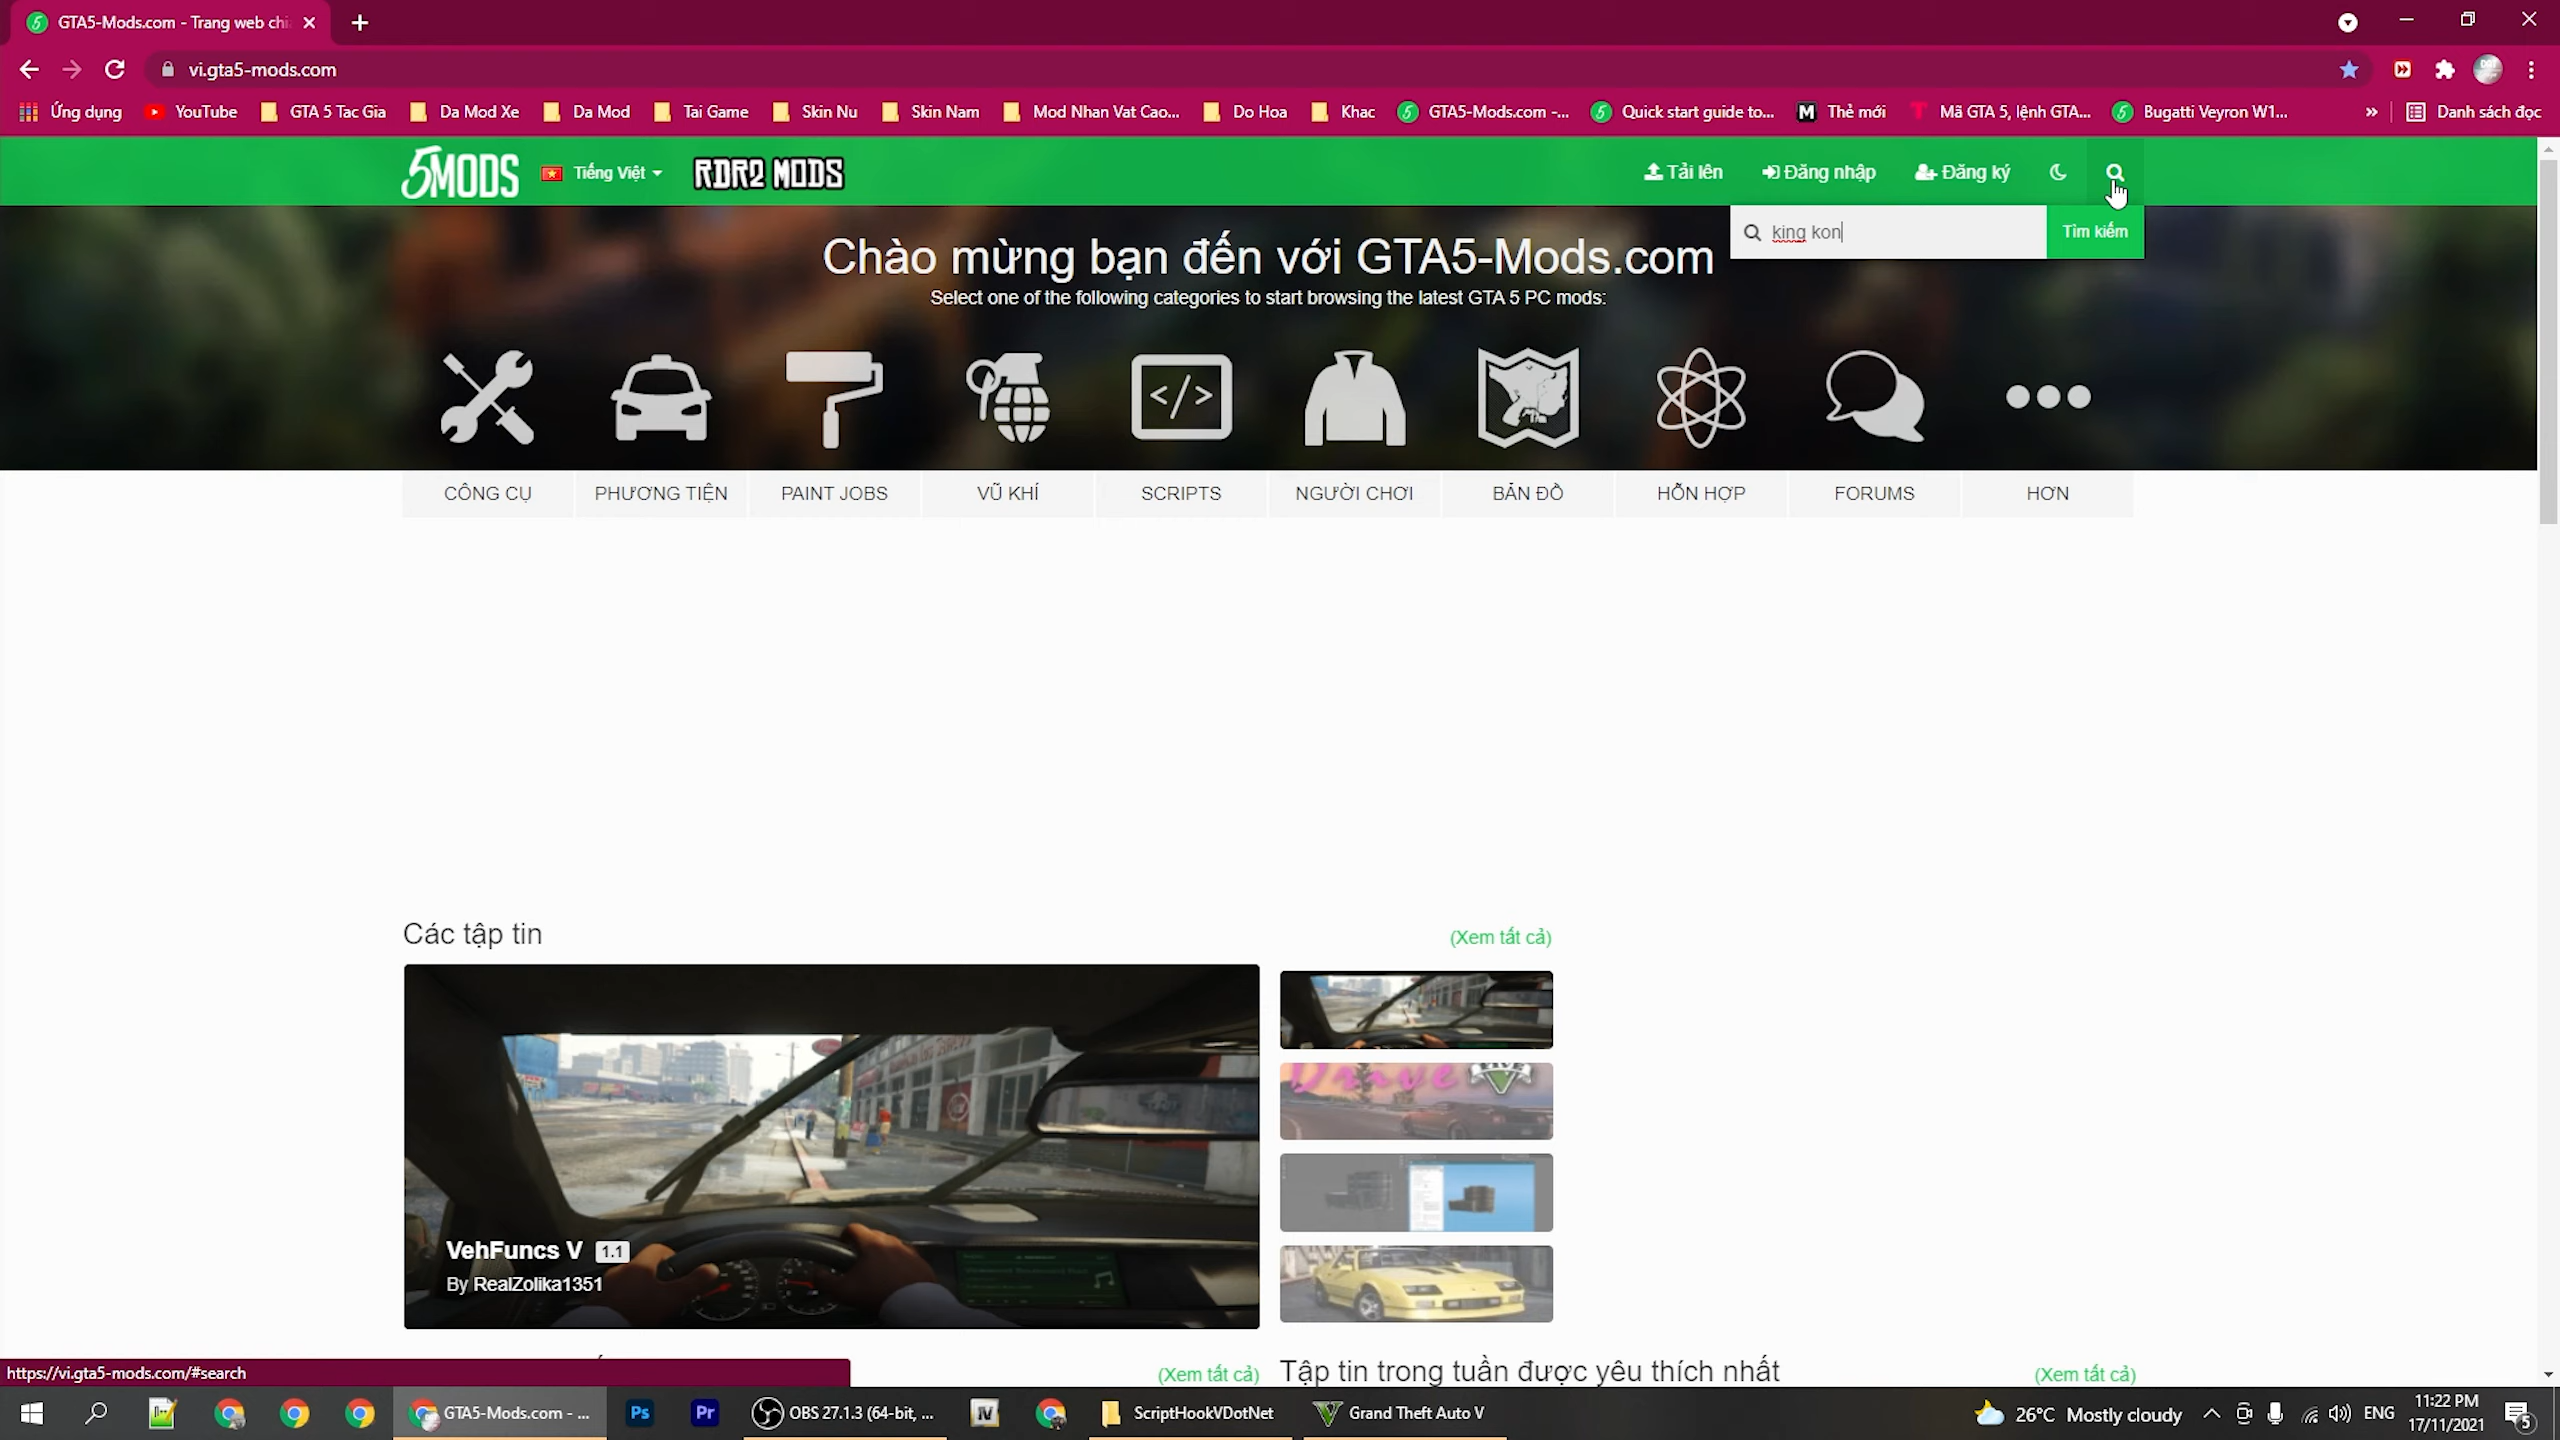 GTA5-Mods.com - Trang web chi
vi.gta5-mods.com
Ứng dụng YouTube GTA 5 Tac Gia Da Mod Xe Da Mod Tai Game Skin Nu Skin Nam Mod Nhan Vat Cao... Do Hoa Khac GTA5-Mods.com -... Quick start guide to... M Thẻ mới Mã GTA 5, lệnh GTA... Bugatti Veyron W1... » Danh sách đọc
5MODS Tiếng Việt RDR2 MODS Tải lên Đăng nhập Đăng ký
king kon Tìm kiếm
Chào mừng bạn đến với GTA5-Mods.com
Select one of the following categories to start browsing the latest GTA 5 PC mods:
CÔNG CỤ PHƯƠNG TIỆN PAINT JOBS VŨ KHÍ SCRIPTS NGƯỜI CHƠI BẢN ĐỒ HỖN HỢP FORUMS HƠN
Các tập tin (Xem tất cả)
VehFuncs V 1.1
By RealZolika1351
Drive FIVE
https://vi.gta5-mods.com/#search
(Xem tất cả) Tập tin trong tuần được yêu thích nhất (Xem tất cả)
GTA5-Mods.com - ... Ps Pr OBS 27.1.3 (64-bit, ... IV ScriptHookVDotNet Grand Theft Auto V 26°C Mostly cloudy ENG 11:22 PM
17/11/2021 5